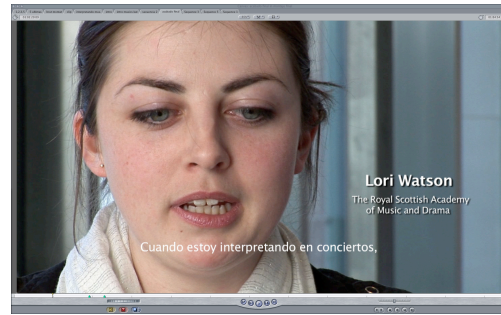 Lori Watson
The Royal Scottish Academy
of Music and Drama
Cuando estoy interpretando en conciertos,